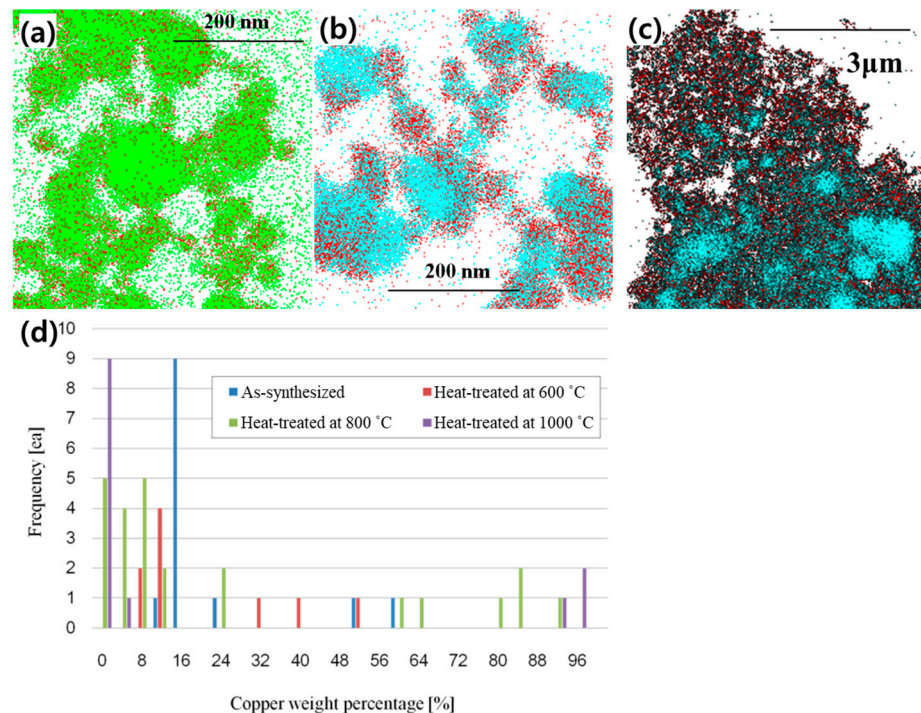 (a)
200 nm
(b)
200 nm
(c)
3μm
(d)
10
9
8
7
6
5
4
3
2
1
0
Frequency [ea]
As-synthesized
Heat-treated at 600 ˚C
Heat-treated at 800 ˚C
Heat-treated at 1000 ˚C
0 8 16 24 32 40 48 56 64 72 80 88 96
Copper weight percentage [%]